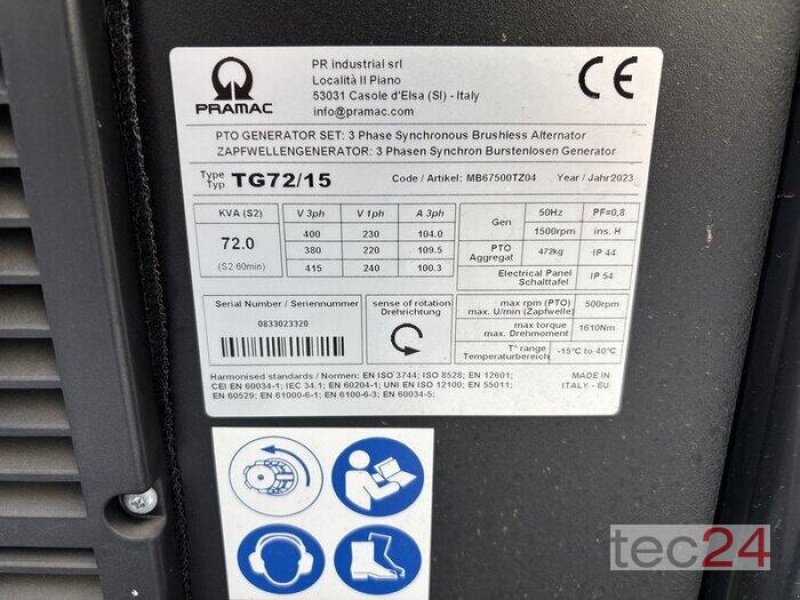 PRAMAC
PR industrial srl
Località II Piano
53031 Casole d'Elsa (SI) - Italy
info@pramac.com
CE
PTO GENERATOR SET: 3 Phase Synchronous Brushless Alternator
ZAPFWELLENGENERATOR: 3 Phasen Synchron Burstenlosen Generator
Type
Typ TG72/15 Code / Artikel: MB67500TZ04 Year / Jahr2023
KVA (S2) V 3ph V 1ph A 3ph
72.0
(S2 60min)
400 230 104.0
380 220 109.5
415 240 100.3
Gen 50Hz PF=0,8
1500rpm ins. H
PTO
Aggregat 472kg IP 44
Electrical Panel
Schalttafel IP 54
Serial Number / Seriennummer
0833023320
sense of rotation
Drehrichtung
max rpm (PTO)
max. U/min (Zapfwelle) 500rpm
max torque
max. Drehmoment 1610Nm
T° range
Temperaturbereich -15°C to 40°C
Harmonised standards / Normen: EN ISO 3744; ISO 8528; EN 12601;
CEI EN 60034-1; IEC 34.1; EN 60204-1; UNI EN ISO 12100; EN 55011;
EN 60529; EN 61000-6-1; EN 6100-6-3; EN 60034-5;
MADE IN
ITALY - EU
tec24